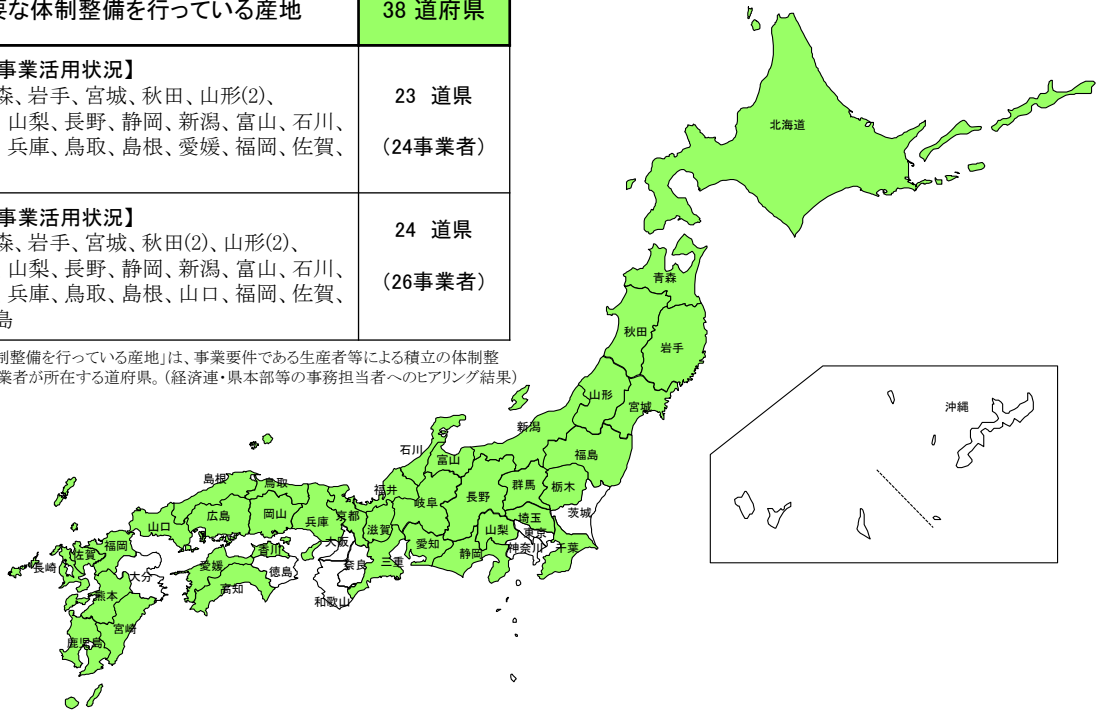 要な体制整備を行っている産地
38 道府県
事業活用状況】
森、岩手、宮城、秋田、山形(2)、
山梨、長野、静岡、新潟、富山、石川、
兵庫、鳥取、島根、愛媛、福岡、佐賀、
23 道県
(24事業者)
事業活用状況】
森、岩手、宮城、秋田(2)、山形(2)、
山梨、長野、静岡、新潟、富山、石川、
兵庫、鳥取、島根、山口、福岡、佐賀、
島
24 道県
(26事業者)
制整備を行っている産地」は、事業要件である生産者等による積立の体制整
業者が所在する道府県。(経済連・県本部等の事務担当者へのヒアリング結果)
北海道
青森
秋田
岩手
山形
宮城
新潟
福島
石川
富山
群馬
栃木
茨城
福井
岐阜
長野
埼玉
東京
山梨
神奈川
千葉
静岡
愛知
滋賀
三重
京都
大阪
奈良
和歌山
兵庫
鳥取
岡山
島根
広島
山口
香川
徳島
愛媛
高知
福岡
佐賀
長崎
大分
熊本
宮崎
鹿児島
沖縄